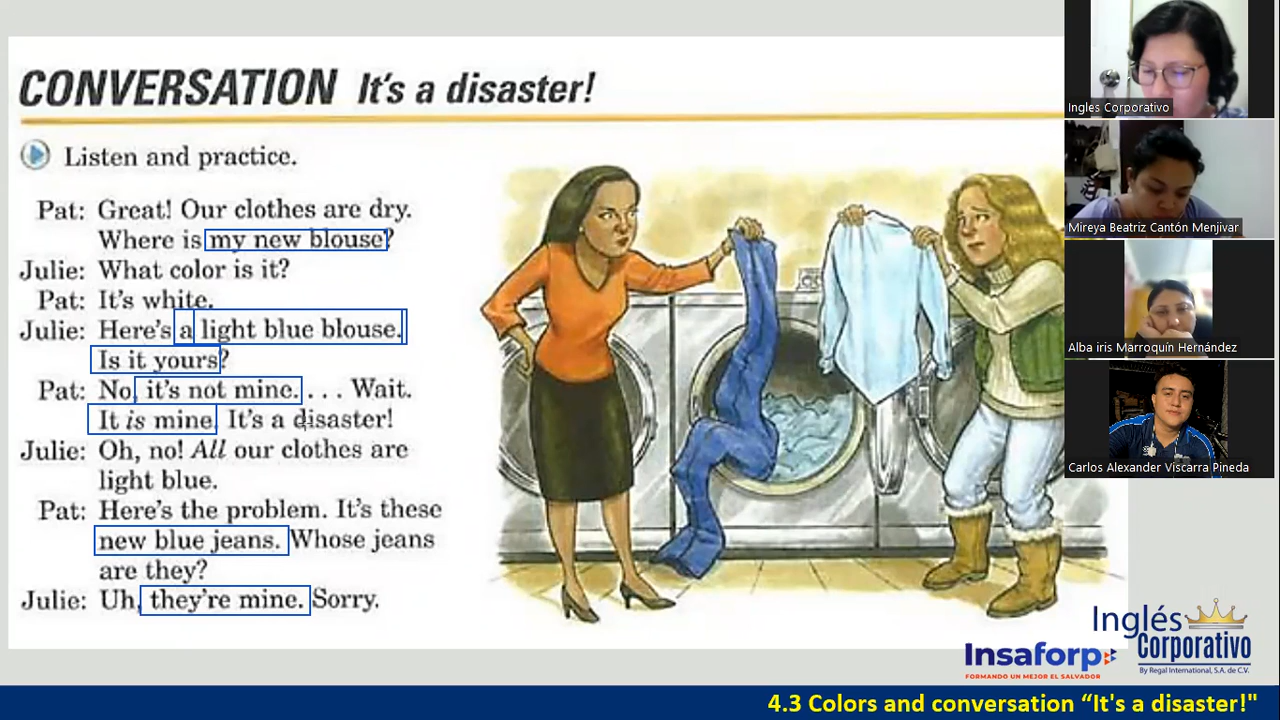 CONVERSATION It's a disaster!
Listen and practice.
Pat: Great! Our clothes are dry.
Where is my new blouse?
Julie: What color is it?
Pat: It's white.
Julie: Here's a light blue blouse.
Is it yours?
Pat: No, it's not mine. . . . Wait.
It is mine. It's a disaster!
Julie: Oh, no! All our clothes are
light blue.
Pat: Here's the problem. It's these
new blue jeans. Whose jeans
are they?
Julie: Uh, they're mine. Sorry.
Ingles Corporativo
Mireya Beatriz Cantón Menjivar
Alba iris Marroquín Hernández
Carlos Alexander Viscarra Pineda
Insaforp
FORMANDO UN MEJOR EL SALVADOR
Inglés
Corporativo
By Regal International, S.A. de C.V.
4.3 Colors and conversation “It's a disaster!"